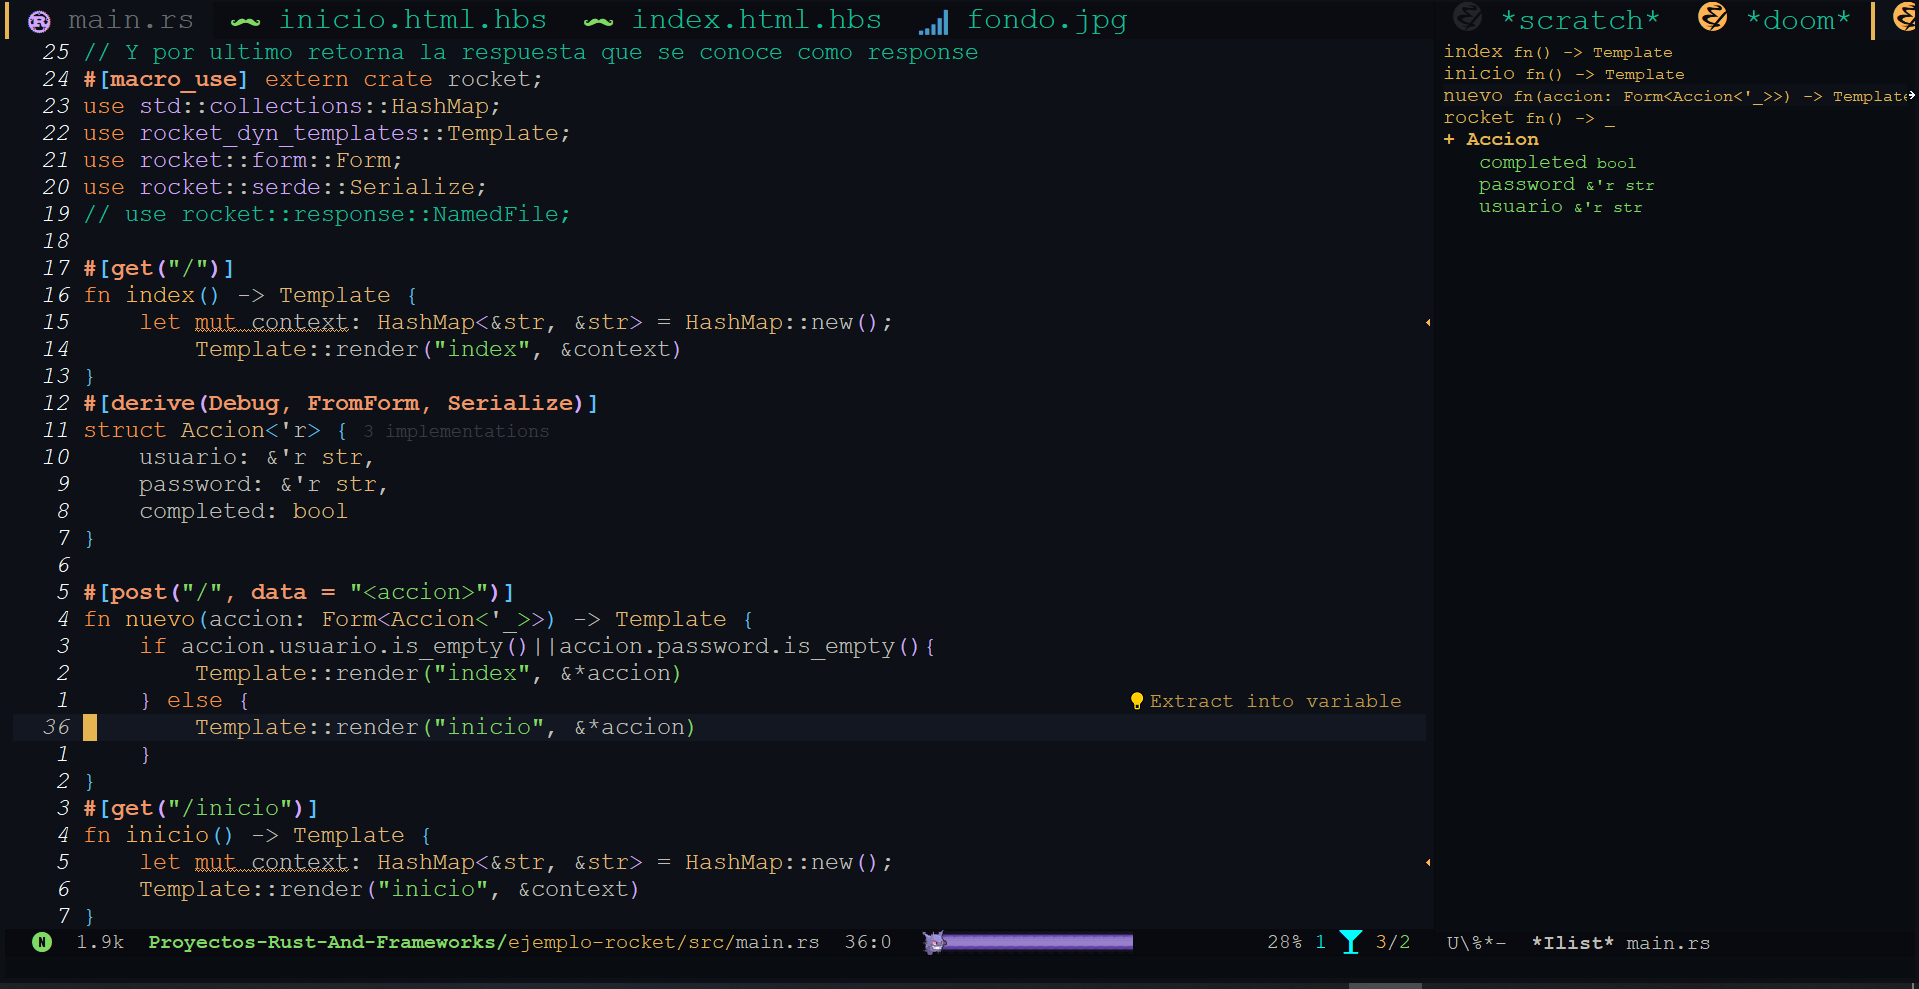 main.rs inicio.html.hbs index.html.hbs fondo.jpg
25 // Y por ultimo retorna la respuesta que se conoce como response
24 #[macro_use] extern crate rocket;
23 use std::collections::HashMap;
22 use rocket_dyn_templates::Template;
21 use rocket::form::Form;
20 use rocket::serde::Serialize;
19 // use rocket::response::NamedFile;
18
17 #[get("/")]
16 fn index() -> Template {
15     let mut context: HashMap<&str, &str> = HashMap::new();
14         Template::render("index", &context)
13 }
12 #[derive(Debug, FromForm, Serialize)]
11 struct Accion<'r> { 3 implementations
10     usuario: &'r str,
9     password: &'r str,
8     completed: bool
7 }
6
5 #[post("/", data = "<accion>")]
4 fn nuevo(accion: Form<Accion<'_>>) -> Template {
3     if accion.usuario.is_empty()||accion.password.is_empty(){
2         Template::render("index", &*accion)
1     } else { Extract into variable
36         Template::render("inicio", &*accion)
1     }
2 }
3 #[get("/inicio")]
4 fn inicio() -> Template {
5     let mut context: HashMap<&str, &str> = HashMap::new();
6     Template::render("inicio", &context)
7 }
N 1.9k Proyectos-Rust-And-Frameworks/ejemplo-rocket/src/main.rs 36:0 28% 1 3/2
*scratch* *doom*
index fn() -> Template
inicio fn() -> Template
nuevo fn(accion: Form<Accion<'_>>) -> Template
rocket fn() -> _
+ Accion
completed bool
password &'r str
usuario &'r str
U\%*- *Ilist* main.rs